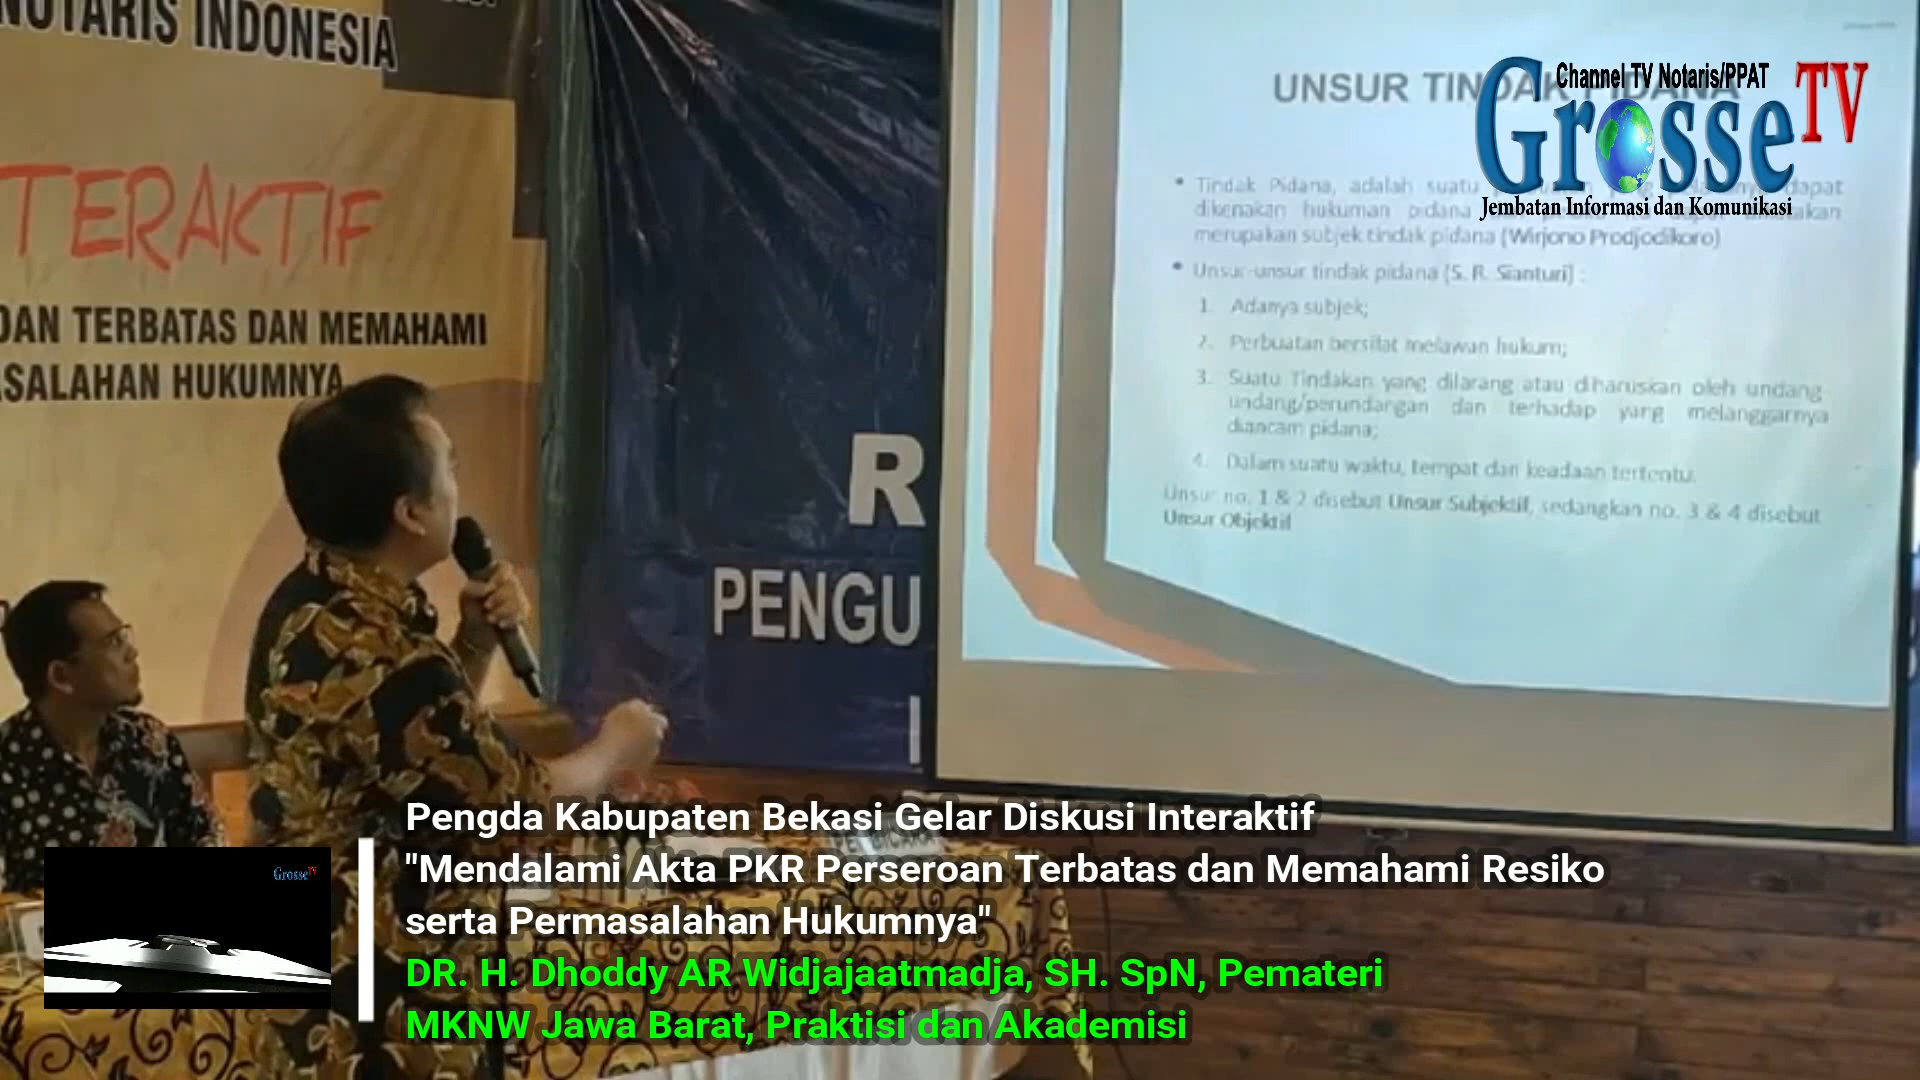 NOTARIS INDONESIA
TERAKTIF
DAN TERBATAS DAN MEMAHAMI
ASALAHAN HUKUMNYA
R
PENGU
I
UNSUR TINDAK PIDANA
Channel TV Notaris/PPAT
Grosse TV
Jembatan Informasi dan Komunikasi
• Tindak Pidana, adalah suatu dapat
dikenakan hukuman pidana
merupakan subjek tindak pidana (Wirjono Prodjodikoro)
• Unsur-unsur tindak pidana (S. R. Sianturi) :
1. Adanya subjek;
2. Perbuatan bersifat melawan hukum;
3. Suatu Tindakan yang dilarang atau diharuskan oleh undang
undang/perundangan dan terhadap yang melanggarnya
diancam pidana;
4. Dalam suatu waktu, tempat dan keadaan tertentu.
Unsur no. 1 & 2 disebut Unsur Subjektif, sedangkan no. 3 & 4 disebut
Unsur Objektif
Pengda Kabupaten Bekasi Gelar Diskusi Interaktif
"Mendalami Akta PKR Perseroan Terbatas dan Memahami Resiko
serta Permasalahan Hukumnya"
DR. H. Dhoddy AR Widjajaatmadja, SH. SpN, Pemateri
MKNW Jawa Barat, Praktisi dan Akademisi
GrosseTV